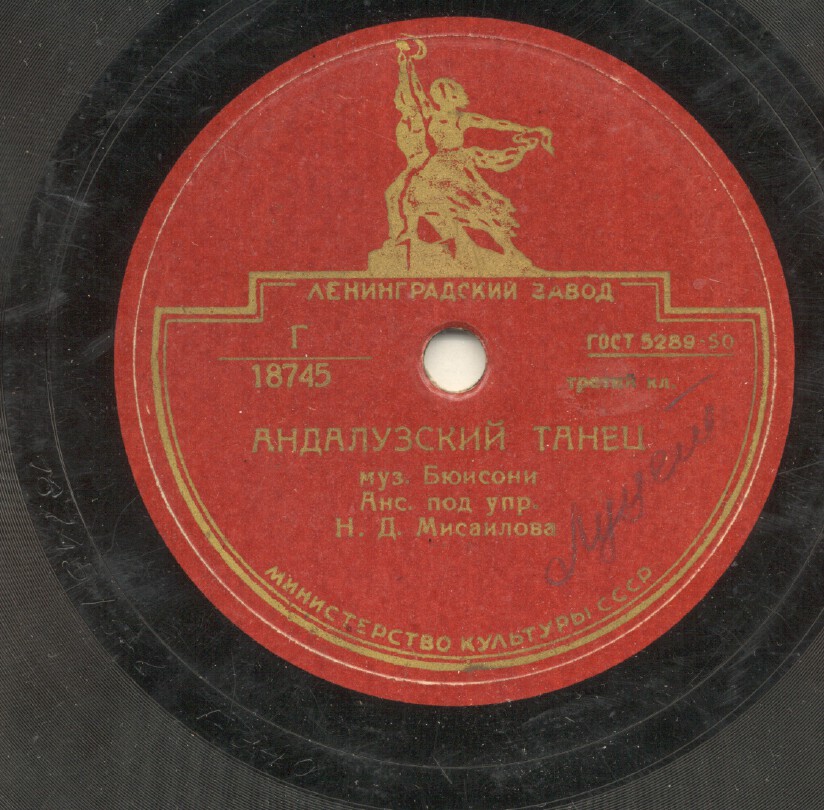 ЛЕНИНГРАДСКИЙ ЗАВОД
Г
18745
ГОСТ 5289-50
третий кл.
АНДАЛУЗСКИЙ ТАНЕЦ
муз. Бюисони
Анс. под упр.
Н. Д. Мисаилова
МИНИСТЕРСТВО КУЛЬТУРЫ СССР